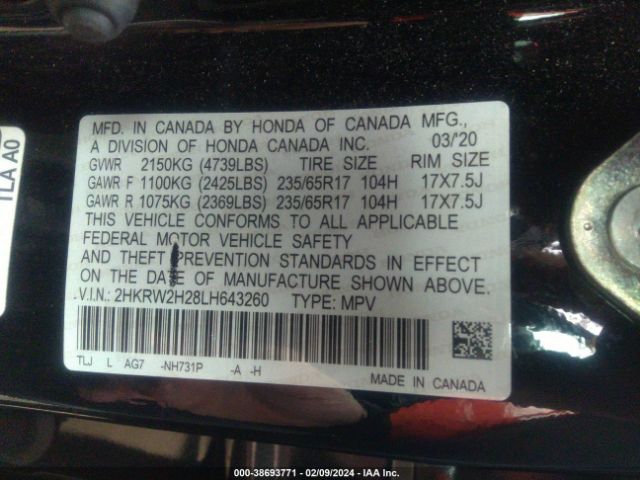 MFD. IN CANADA BY HONDA OF CANADA MFG.,
A DIVISION OF HONDA CANADA INC. 03/'20
GVWR 2150KG (4739LBS) TIRE SIZE RIM SIZE
GAWR F 1100KG (2425LBS) 235/65R17 104H 17X7.5J
GAWR R 1075KG (2369LBS) 235/65R17 104H 17X7.5J
THIS VEHICLE CONFORMS TO ALL APPLICABLE
FEDERAL MOTOR VEHICLE SAFETY
AND THEFT PREVENTION STANDARDS IN EFFECT
ON THE DATE OF MANUFACTURE SHOWN ABOVE.
V.I.N.: 2HKRW2H28LH643260 TYPE: MPV
TLJ L AG7 -NH731P -A -H
MADE IN CANADA
TLA A0
000-38693771 - 02/09/2024 - IAA Inc.